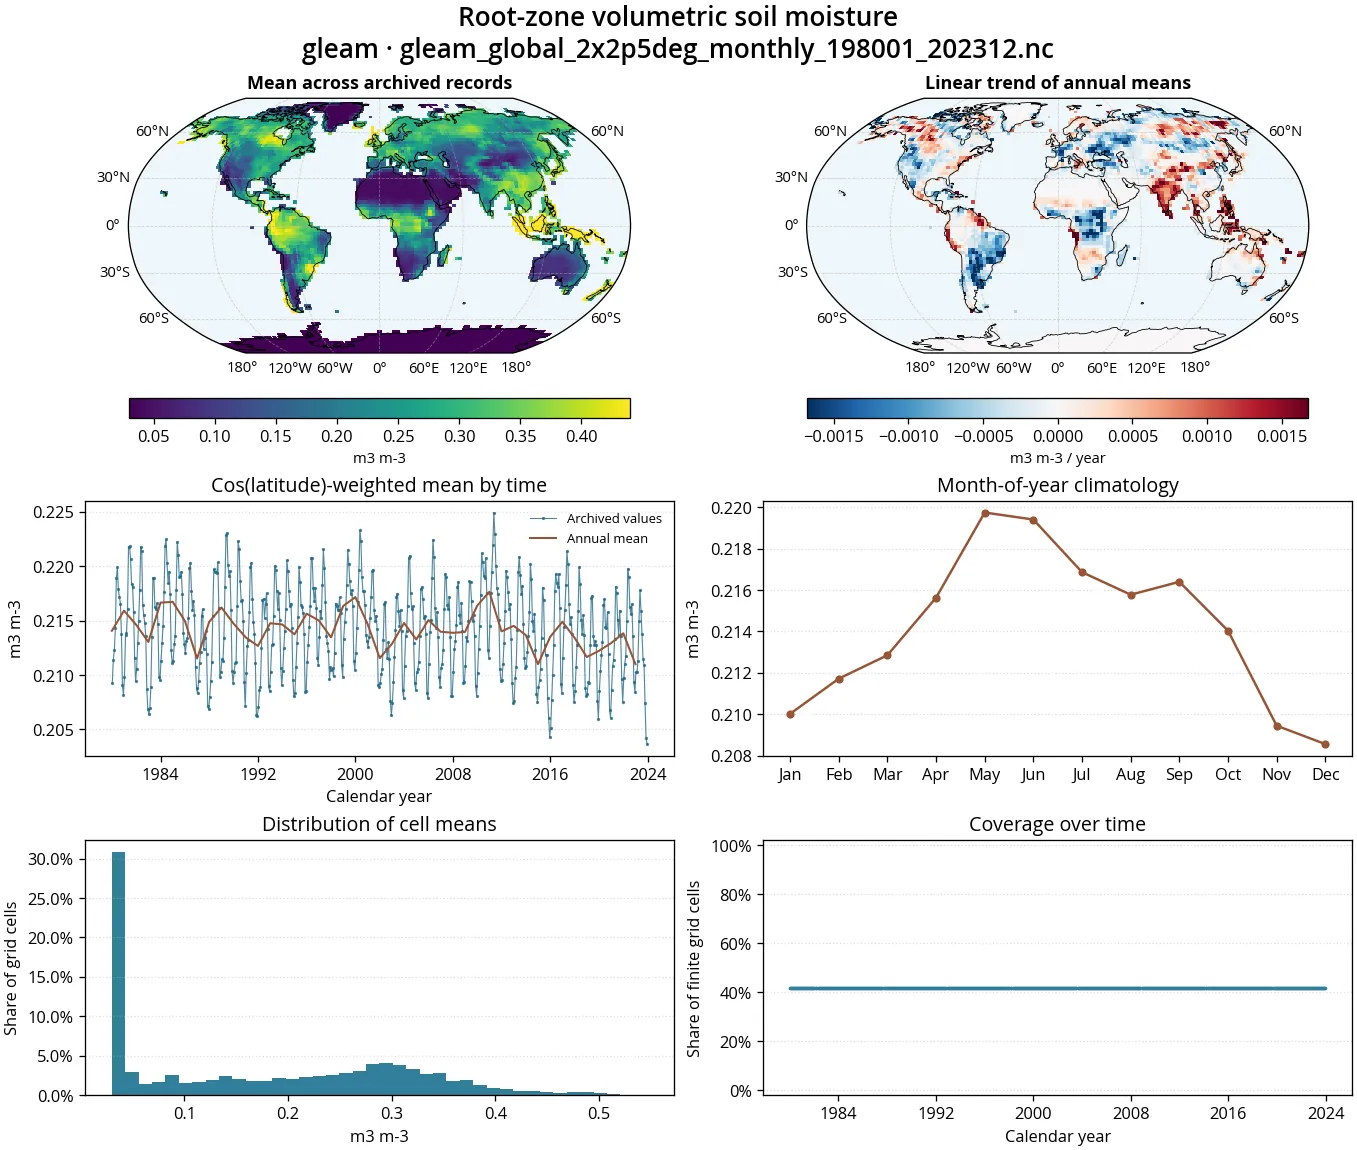 Root-zone volumetric soil moisture
gleam · gleam_global_2x2p5deg_monthly_198001_202312.nc
Mean across archived records
60°N
60°N
30°N
0°
30°S
60°S
60°S
180° 120°W 60°W 0° 60°E 120°E 180°
0.05 0.10 0.15 0.20 0.25 0.30 0.35 0.40
m3 m-3
Linear trend of annual means
60°N
60°N
30°N
0°
30°S
60°S
60°S
180° 120°W 60°W 0° 60°E 120°E 180°
−0.0015 −0.0010 −0.0005 0.0000 0.0005 0.0010 0.0015
m3 m-3 / year
Cos(latitude)-weighted mean by time
0.225
0.220
0.215
0.210
0.205
m3 m-3
Archived values
Annual mean
1984 1992 2000 2008 2016 2024
Calendar year
Month-of-year climatology
0.220
0.218
0.216
0.214
0.212
0.210
0.208
m3 m-3
Jan Feb Mar Apr May Jun Jul Aug Sep Oct Nov Dec
Distribution of cell means
30.0%
25.0%
20.0%
15.0%
10.0%
5.0%
0.0%
Share of grid cells
0.1 0.2 0.3 0.4 0.5
m3 m-3
Coverage over time
100%
80%
60%
40%
20%
0%
Share of finite grid cells
1984 1992 2000 2008 2016 2024
Calendar year